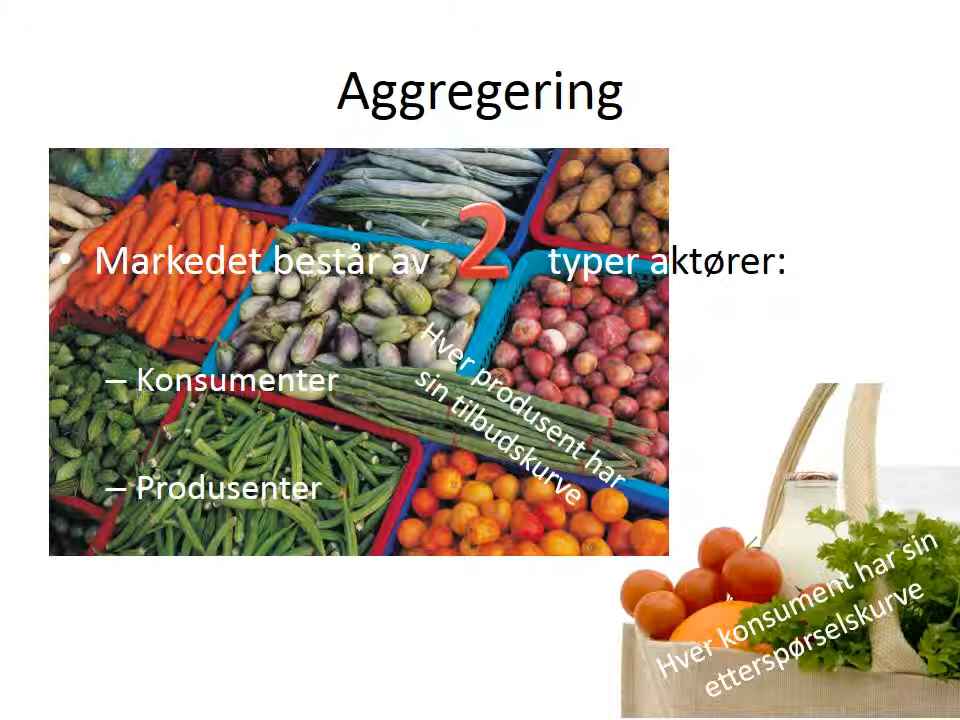 Aggregering
• Markedet består av 2 typer aktører:
– Konsumenter
– Produsenter
Hver produsent har
sin tilbudskurve
Hver konsument har sin
etterspørselskurve